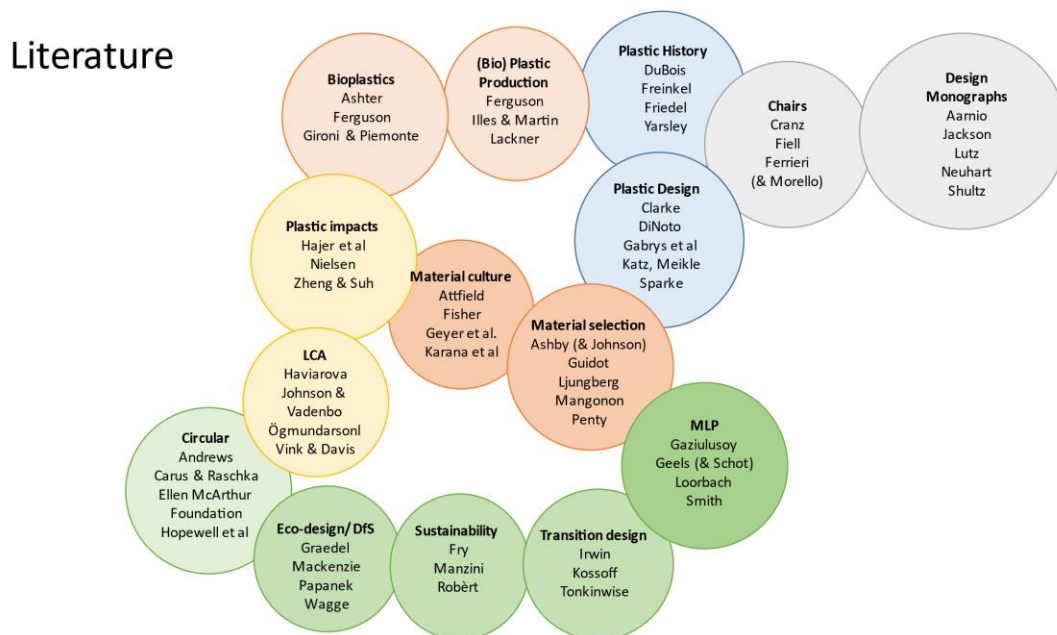 Literature
Bioplastics
Ashter
Ferguson
Gironi & Piemonte
(Bio) Plastic
Production
Ferguson
Illes & Martin
Lackner
Plastic History
DuBois
Freinkel
Friedel
Yarsley
Chairs
Cranz
Fiell
Ferrieri
(& Morello)
Design
Monographs
Aarnio
Jackson
Lutz
Neuhart
Shultz
Plastic impacts
Hajer et al
Nielsen
Zheng & Suh
Material culture
Attfield
Fisher
Geyer et al.
Karana et al
Plastic Design
Clarke
DiNoto
Gabrys et al
Katz, Meikle
Sparke
Material selection
Ashby (& Johnson)
Guidot
Ljungberg
Mangonon
Penty
LCA
Haviarova
Johnson &
Vadenbo
Ögmundarsonl
Vink & Davis
MLP
Gaziulusoy
Geels (& Schot)
Loorbach
Smith
Circular
Andrews
Carus & Raschka
Ellen McArthur
Foundation
Hopewell et al
Eco-design/ DfS
Graedel
Mackenzie
Papanek
Wagge
Sustainability
Fry
Manzini
Robèrt
Transition design
Irwin
Kossoff
Tonkinwise